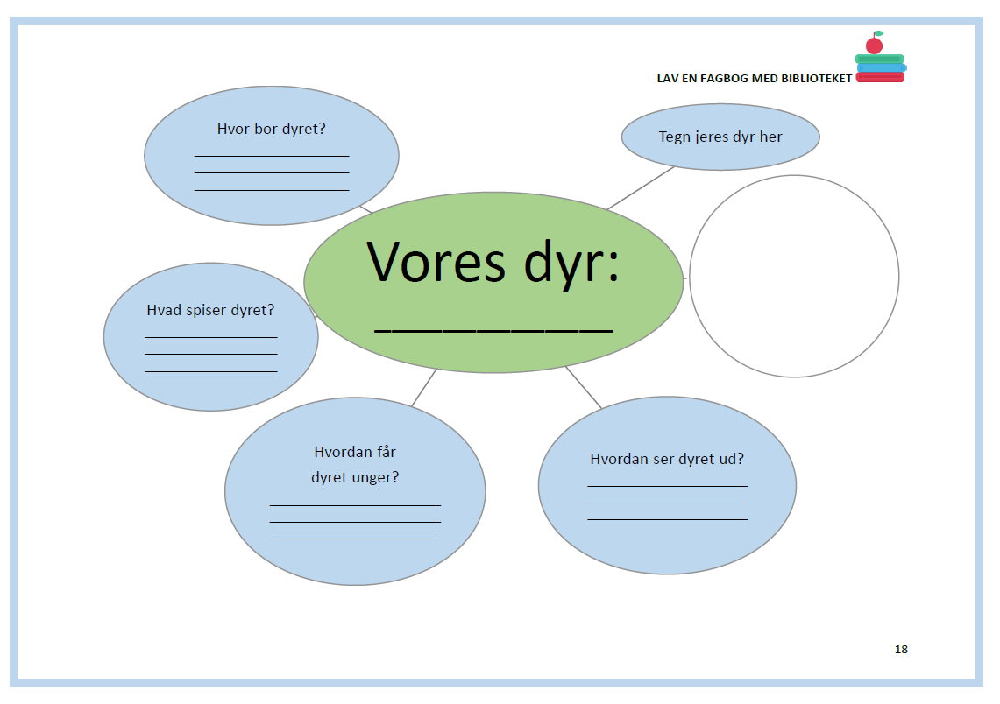 LAV EN FAGBOG MED BIBLIOTEKET
Hvor bor dyret?
Tegn jeres dyr her
Vores dyr:
Hvad spiser dyret?
Hvordan får
dyret unger?
Hvordan ser dyret ud?
18